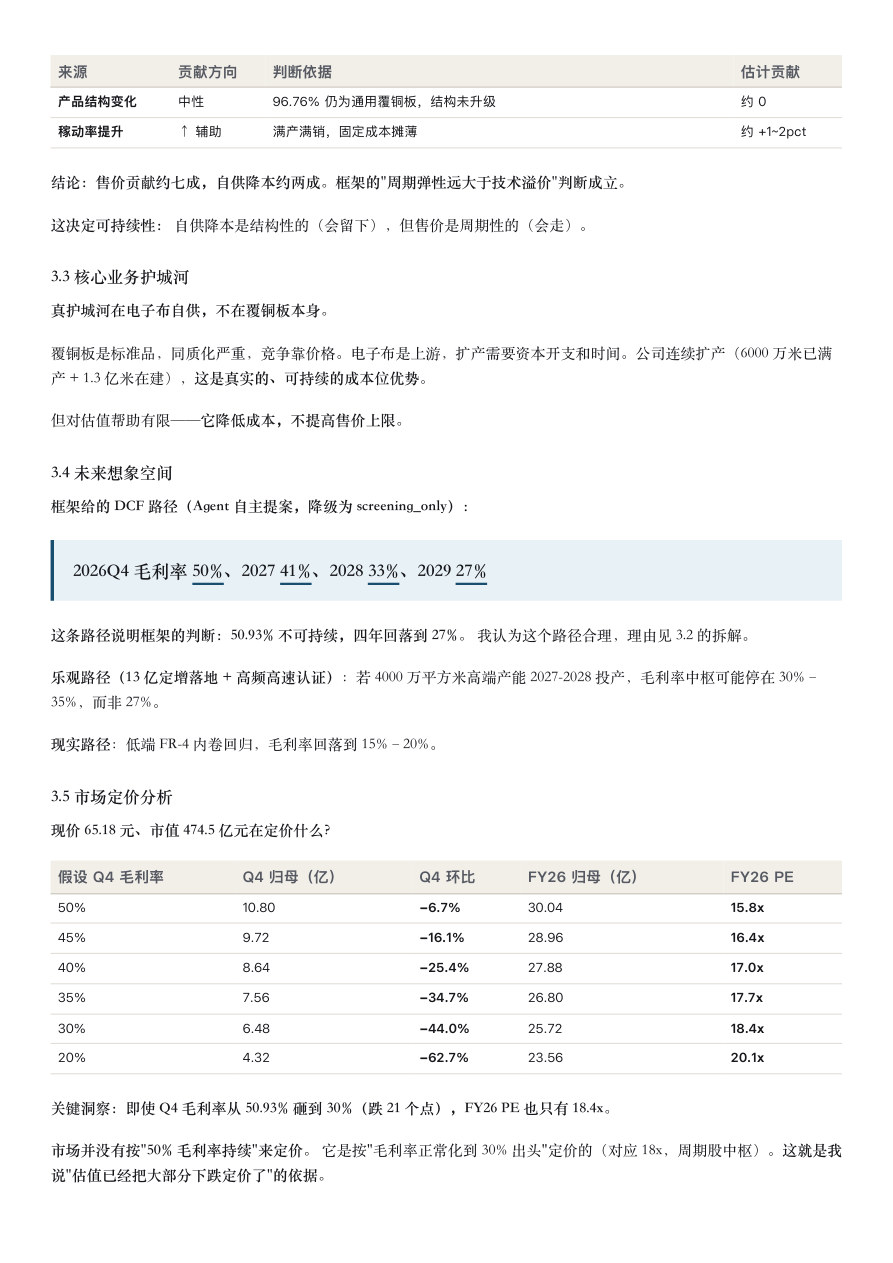 来源 贡献方向 判断依据 估计贡献
产品结构变化 中性 96.76% 仍为通用覆铜板，结构未升级 约 0
稼动率提升 ↑ 辅助 满产满销，固定成本摊薄 约 +1~2pct
结论：售价贡献约七成，自供降本约两成。框架的"周期弹性远大于技术溢价"判断成立。
这决定可持续性： 自供降本是结构性的（会留下），但售价是周期性的（会走）。
3.3 核心业务护城河
真护城河在电子布自供，不在覆铜板本身。
覆铜板是标准品，同质化严重，竞争靠价格。电子布是上游，扩产需要资本开支和时间。公司连续扩产（6000 万米已满
产 + 1.3 亿米在建），这是真实的、可持续的成本位优势。
但对估值帮助有限——它降低成本，不提高售价上限。
3.4 未来想象空间
框架给的 DCF 路径（Agent 自主提案，降级为 screening_only）：
2026Q4 毛利率 50%、2027 41%、2028 33%、2029 27%
这条路径说明框架的判断：50.93% 不可持续，四年回落到 27%。 我认为这个路径合理，理由见 3.2 的拆解。
乐观路径（13 亿定增落地 + 高频高速认证）：若 4000 万平方米高端产能 2027-2028 投产，毛利率中枢可能停在 30% –
35%，而非 27%。
现实路径：低端 FR-4 内卷回归，毛利率回落到 15% – 20%。
3.5 市场定价分析
现价 65.18 元、市值 474.5 亿元在定价什么?
假设 Q4 毛利率 Q4 归母（亿） Q4 环比 FY26 归母（亿） FY26 PE
50% 10.80 −6.7% 30.04 15.8x
45% 9.72 −16.1% 28.96 16.4x
40% 8.64 −25.4% 27.88 17.0x
35% 7.56 −34.7% 26.80 17.7x
30% 6.48 −44.0% 25.72 18.4x
20% 4.32 −62.7% 23.56 20.1x
关键洞察：即使 Q4 毛利率从 50.93% 砸到 30%（跌 21 个点），FY26 PE 也只有 18.4x。
市场并没有按"50% 毛利率持续"来定价。 它是按"毛利率正常化到 30% 出头"定价的（对应 18x，周期股中枢）。这就是我
说"估值已经把大部分下跌定价了"的依据。